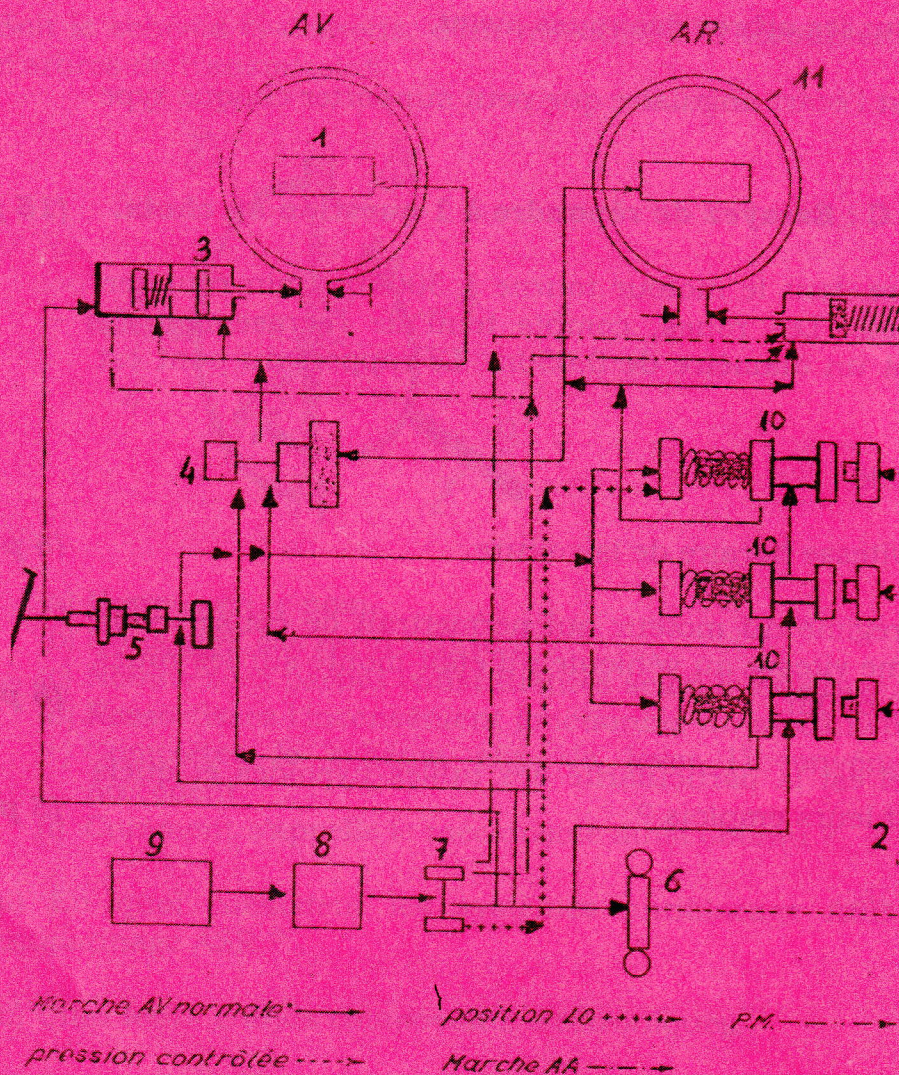 AV
AR.
11
1
3
4
10
10
5
10
2
9
8
7
6
Marche AV normale
position LO
P.M.
pression contrôlée
Marche AR